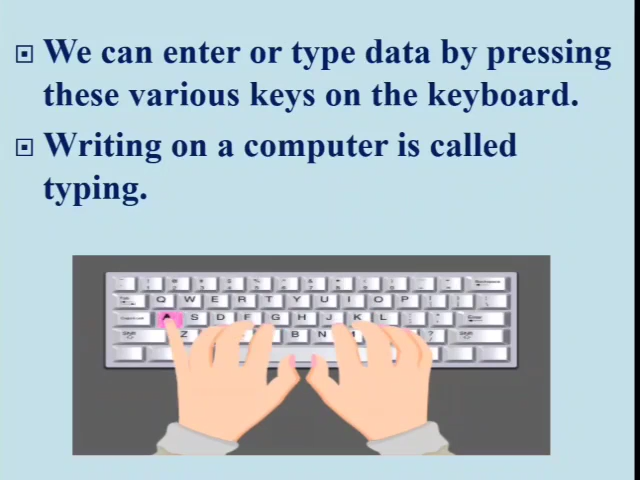 We can enter or type data by pressing
these various keys on the keyboard.
Writing on a computer is called
typing.
Q W E R T Y U I O P
A S D F G H J K L
Z B N